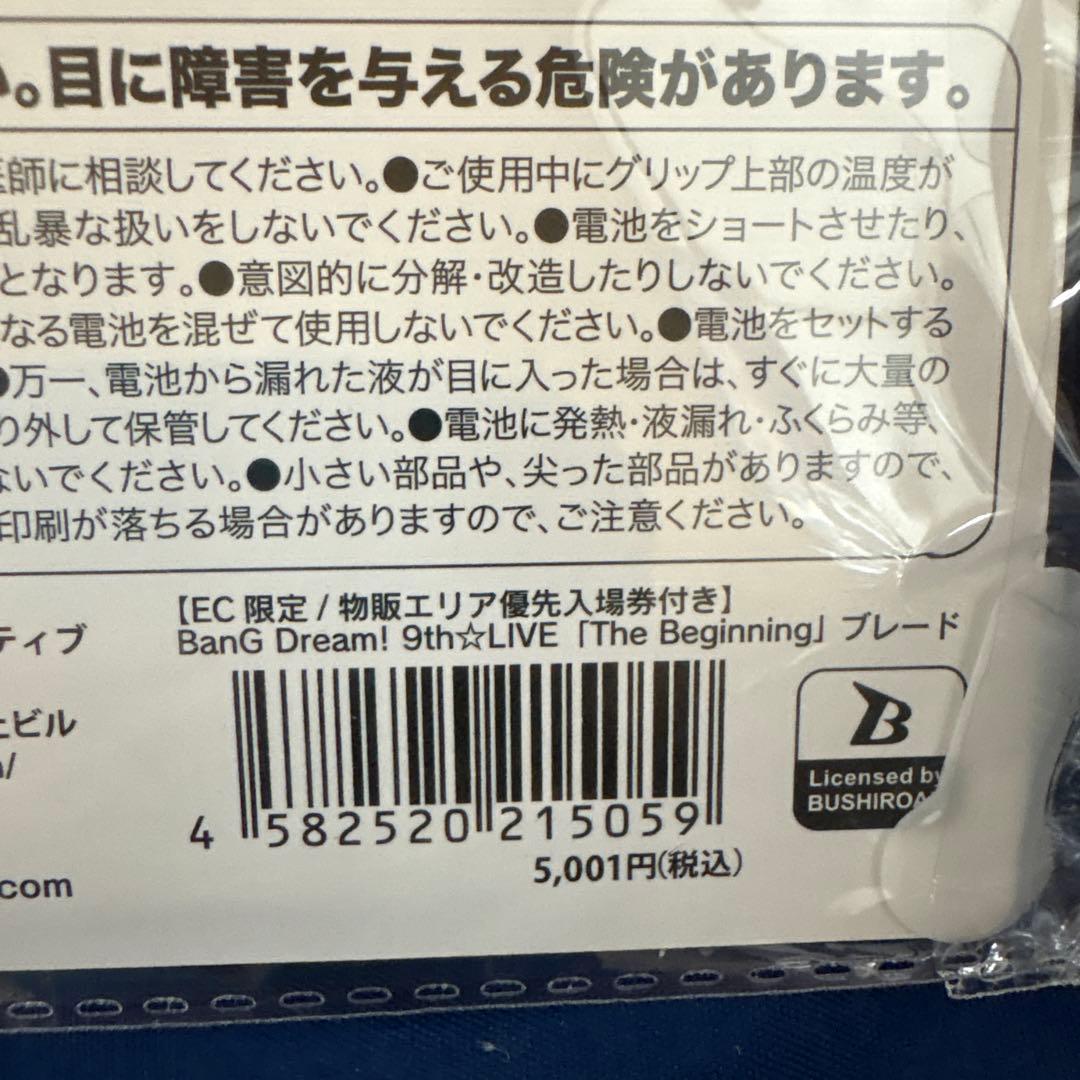 い。目に障害を与える危険があります。
医師に相談してください。●ご使用中にグリップ上部の温度が
乱暴な扱いをしないでください。●電池をショートさせたり、
となります。●意図的に分解・改造したりしないでください。
なる電池を混ぜて使用しないでください。●電池をセットする
●万一、電池から漏れた液が目に入った場合は、すぐに大量の
り外して保管してください。●電池に発熱・液漏れ・ふくらみ等、
ないでください。●小さい部品や、尖った部品がありますので、
印刷が落ちる場合がありますので、ご注意ください。
【EC 限定 / 物販エリア優先入場券付き】
BanG Dream! 9th☆LIVE「The Beginning」ブレード
ティブ
ビル
/
.com
4 582520 215059
5,001円(税込)
B
Licensed by
BUSHIROA